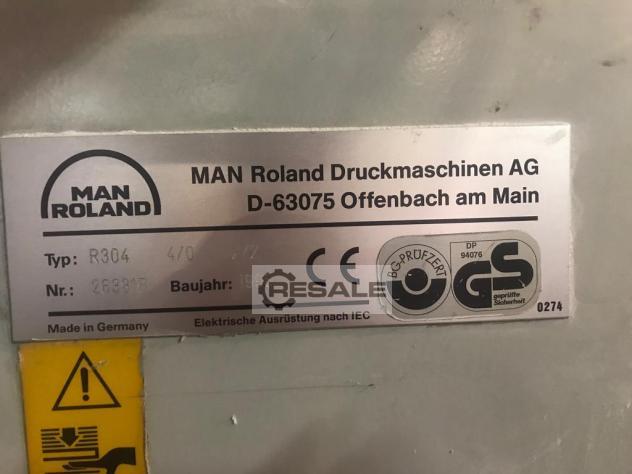 MAN Roland Druckmaschinen AG
D-63075 Offenbach am Main
MAN
ROLAND
Typ: R304 4/0
Nr.: Baujahr:
CE
BG-PRÜFZERT
DP
94076
GS
geprüfte
Sicherheit
RESALE
Made in Germany
Elektrische Ausrüstung nach IEC
0274